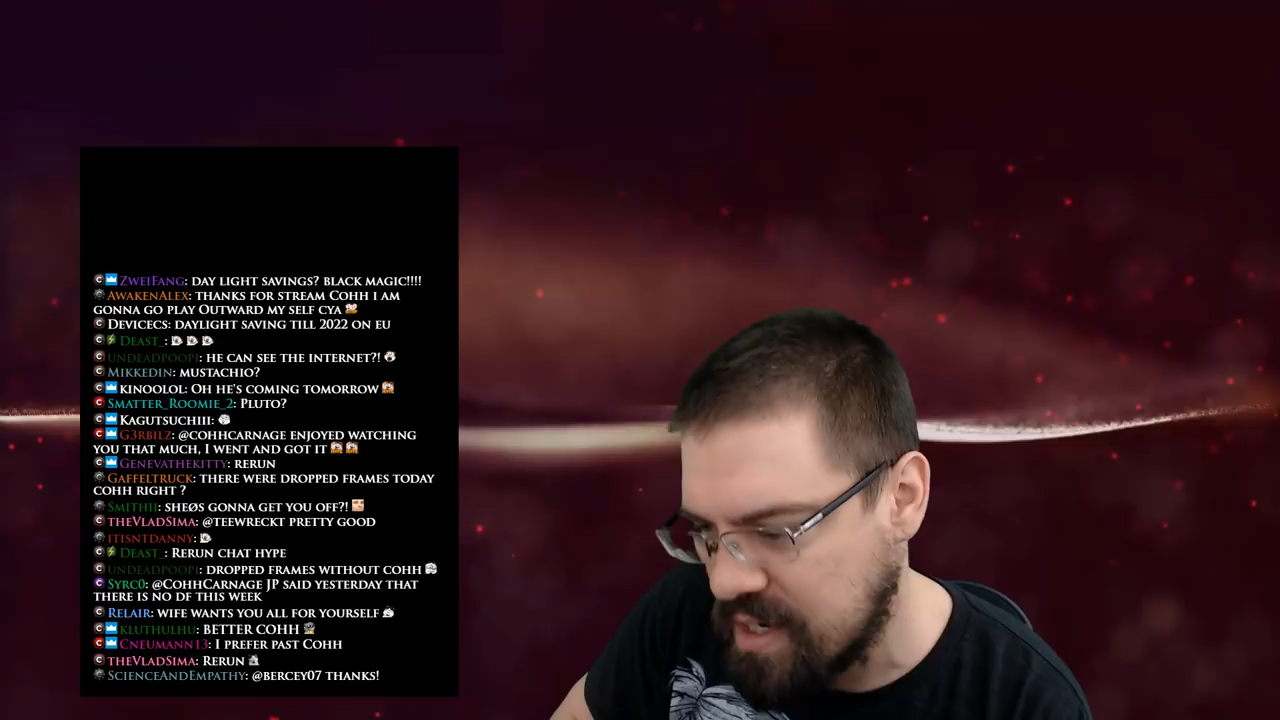 ZweiFang: DAY LIGHT SAVINGS? BLACK MAGIC!!!!
AwakenAlex: THANKS FOR STREAM COHH I AM
GONNA GO PLAY OUTWARD MY SELF CYA
Devicecs: DAYLIGHT SAVING TILL 2022 ON EU
Deast_:
undeadpoopi: HE CAN SEE THE INTERNET?!
Mikkedin: MUSTACHIO?
kinoolol: OH HE'S COMING TOMORROW
Smatter_Roomie_2: PLUTO?
Kagutsuchiii:
G3rbilz: @COHHCARNAGE ENJOYED WATCHING
YOU THAT MUCH, I WENT AND GOT IT
Genevathekitty: RERUN
Gaffeltruck: THERE WERE DROPPED FRAMES TODAY
COHH RIGHT ?
Smithii: SHEØS GONNA GET YOU OFF?!
theVladSima: @TEEWRECKT PRETTY GOOD
itisntdanny:
Deast_: RERUN CHAT HYPE
undeadpoopi: DROPPED FRAMES WITHOUT COHH
Syrc0: @CohhCarnage JP SAID YESTERDAY THAT
THERE IS NO DF THIS WEEK
Relair: WIFE WANTS YOU ALL FOR YOURSELF
kluthulhu: BETTER COHH
Cneumann13: I PREFER PAST COHH
theVladSima: RERUN
ScienceAndEmpathy: @BERCEY07 THANKS!